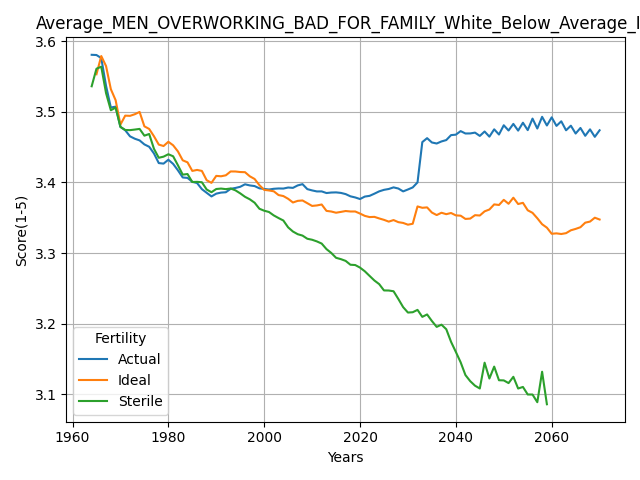 Average_MEN_OVERWORKING_BAD_FOR_FAMILY_White_Below_Average_
Score(1-5)
3.6
3.5
3.4
3.3
3.2
3.1
Fertility
Actual
Ideal
Sterile
1960 1980 2000 2020 2040 2060
Years